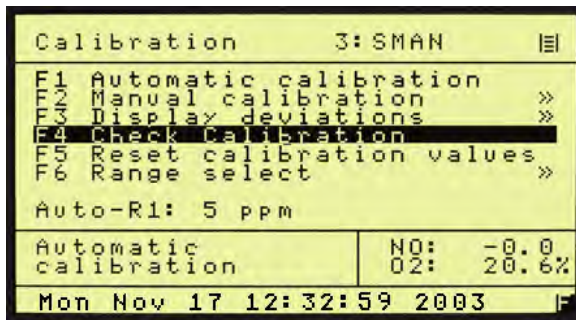 Calibration 3:SMAN
F1 Automatic calibration
F2 Manual calibration »
F3 Display deviations »
F4 Check Calibration
F5 Reset calibration values
F6 Range select »
Auto-R1: 5 ppm
Automatic calibration
NO: -0.0
O2: 20.6%
Mon Nov 17 12:32:59 2003 F